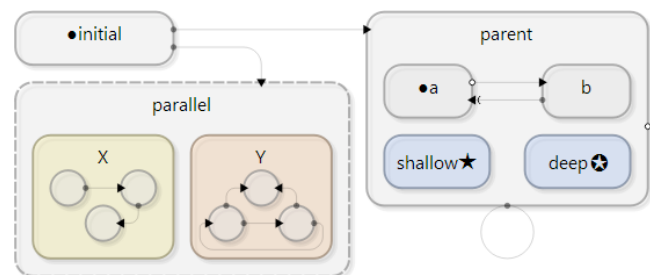 ●initial
parent
●a
b
parallel
X
Y
shallow★
deep✪